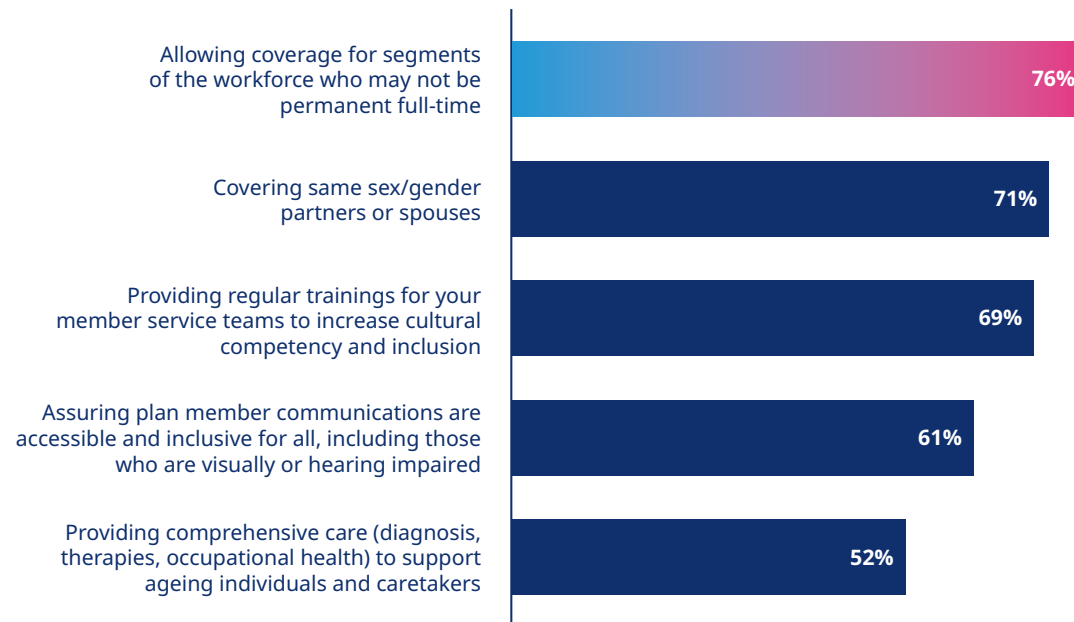 Allowing coverage for segments
of the workforce who may not be
permanent full-time
76%
Covering same sex/gender
partners or spouses
71%
Providing regular trainings for your
member service teams to increase cultural
competency and inclusion
69%
Assuring plan member communications are
accessible and inclusive for all, including those
who are visually or hearing impaired
61%
Providing comprehensive care (diagnosis,
therapies, occupational health) to support
ageing individuals and caretakers
52%